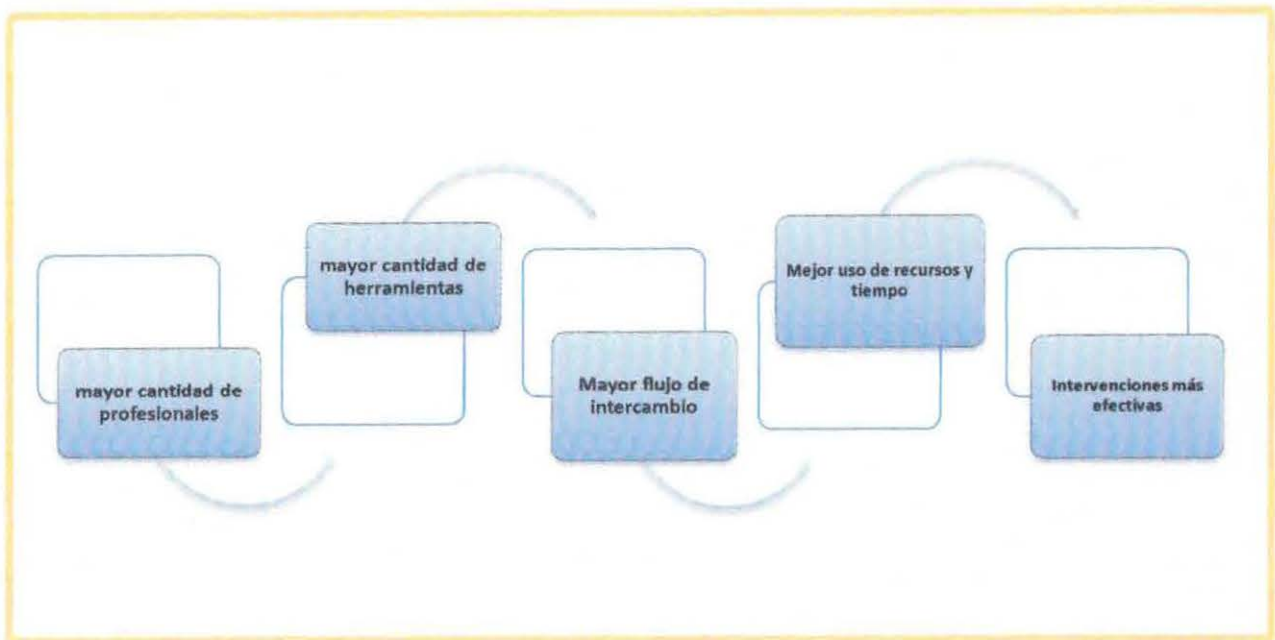 mayor cantidad de
profesionales
mayor cantidad de
herramientas
Mayor flujo de
intercambio
Mejor uso de recursos y
tiempo
Intervenciones más
efectivas